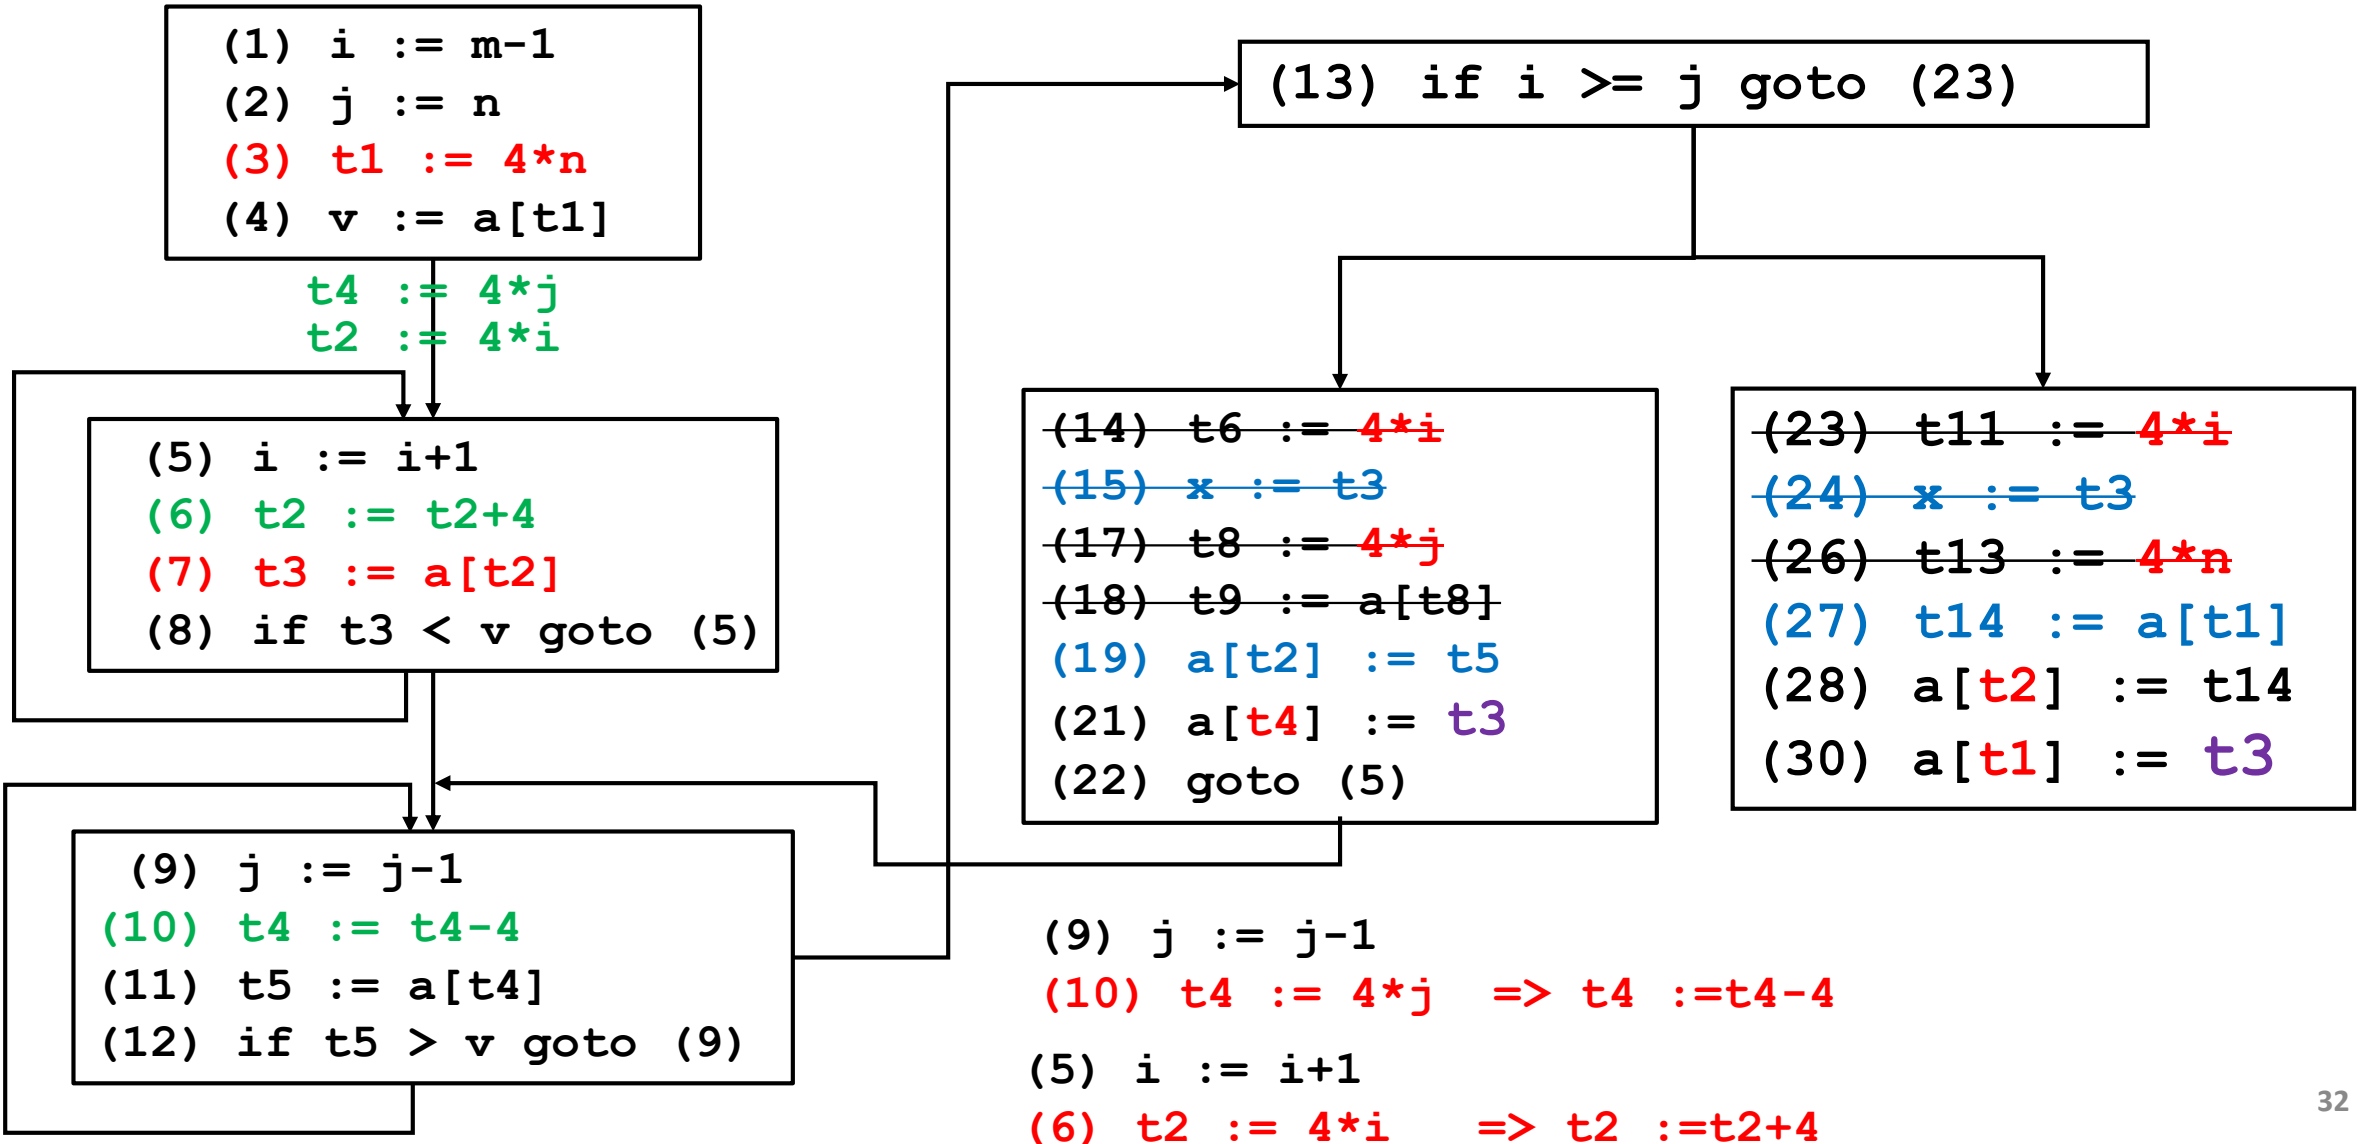 (1) i := m-1
(2) j := n
(3) t1 := 4*n
(4) v := a[t1]
t4 := 4*j
t2 := 4*i
(5) i := i+1
(6) t2 := t2+4
(7) t3 := a[t2]
(8) if t3 < v goto (5)
(9) j := j-1
(10) t4 := t4-4
(11) t5 := a[t4]
(12) if t5 > v goto (9)
(13) if i >= j goto (23)
(14) t6 := 4*i
(15) x := t3
(17) t8 := 4*j
(18) t9 := a[t8]
(19) a[t2] := t5
(21) a[t4] := t3
(22) goto (5)
(23) t11 := 4*i
(24) x := t3
(26) t13 := 4*n
(27) t14 := a[t1]
(28) a[t2] := t14
(30) a[t1] := t3
(9) j := j-1
(10) t4 := 4*j => t4 :=t4-4
(5) i := i+1
(6) t2 := 4*i => t2 :=t2+4
32